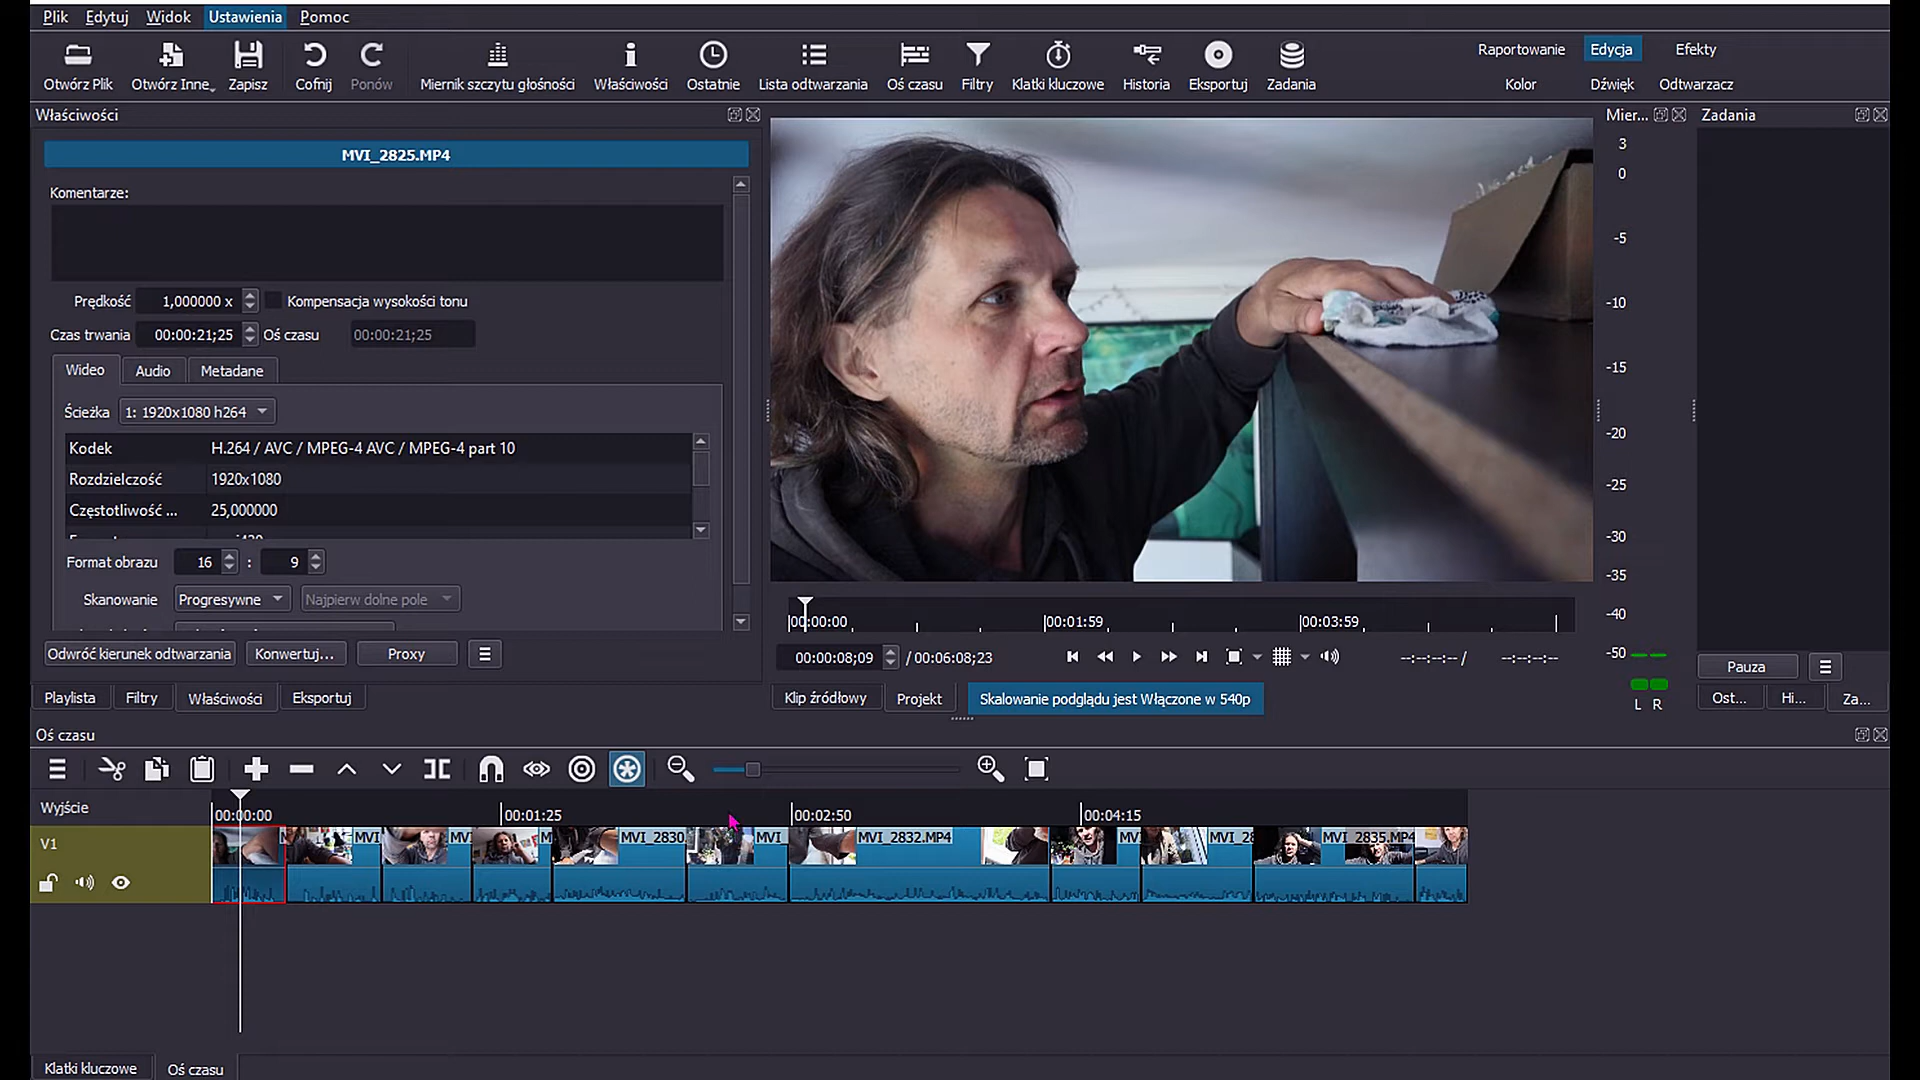 Plik Edytuj Widok Ustawienia Pomoc
Otwórz Plik Otwórz Inne Zapisz Cofnij Ponów Miernik szczytu głośności Właściwości Ostatnie Lista odtwarzania Oś czasu Filtry Klatki kluczowe Historia Eksportuj Zadania
Raportowanie Edycja Efekty
Kolor Dźwięk Odtwarzacz
Właściwości
MVI_2825.MP4
Komentarze:
Prędkość 1,000000 x Kompensacja wysokości tonu
Czas trwania 00:00:21;25 Oś czasu 00:00:21;25
Wideo Audio Metadane
Ścieżka 1: 1920x1080 h264
Kodek H.264 / AVC / MPEG-4 AVC / MPEG-4 part 10
Rozdzielczość 1920x1080
Częstotliwość ... 25,000000
Format obrazu 16 : 9
Skanowanie Progresywne Najpierw dolne pole
Odwróć kierunek odtwarzania Konwertuj... Proxy
Playlista Filtry Właściwości Eksportuj
00:00:00 00:01:59 00:03:59
00:00:08;09 / 00:06:08;23 --:--:--:-- / --:--:--:--
Klip źródłowy Projekt Skalowanie podglądu jest Włączone w 540p
Mier...
3
0
-5
-10
-15
-20
-25
-30
-35
-40
-50
L R
Zadania
Pauza
Ost... Hi... Za...
Oś czasu
Wyjście
00:00:00 00:01:25 00:02:50 00:04:15
V1
MVI MV M MVI_2830 MVI MVI_2832.MP4 MV MVI_28 MVI_2835.MP4
Klatki kluczowe Oś czasu